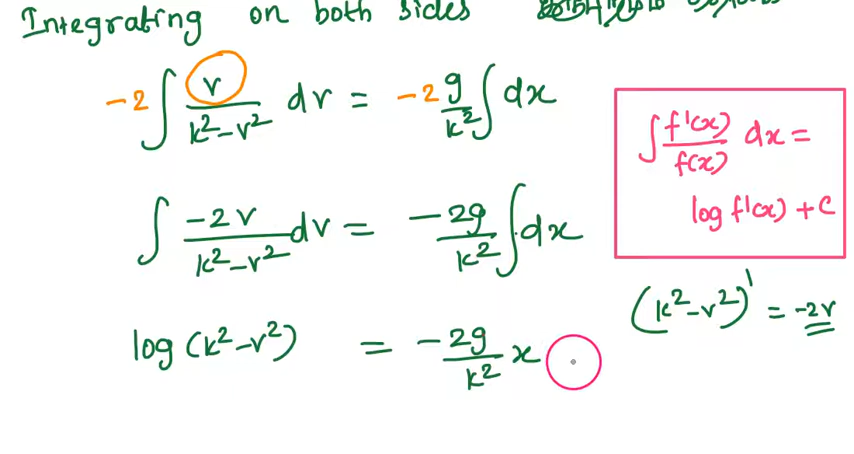 Integrating on both sides
-2 ∫ v/(k²-v²) dv = -2 g/k² ∫ dx
∫ f'(x)/f(x) dx =
log f'(x) + c
∫ -2v/(k²-v²) dv = -2g/k² ∫ dx
(k²-v²)' = -2v
log (k²-v²) = -2g/k² x